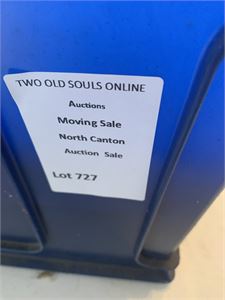 TWO OLD SOULS ONLINE
Auctions
Moving Sale
North Canton
Auction Sale
Lot 727